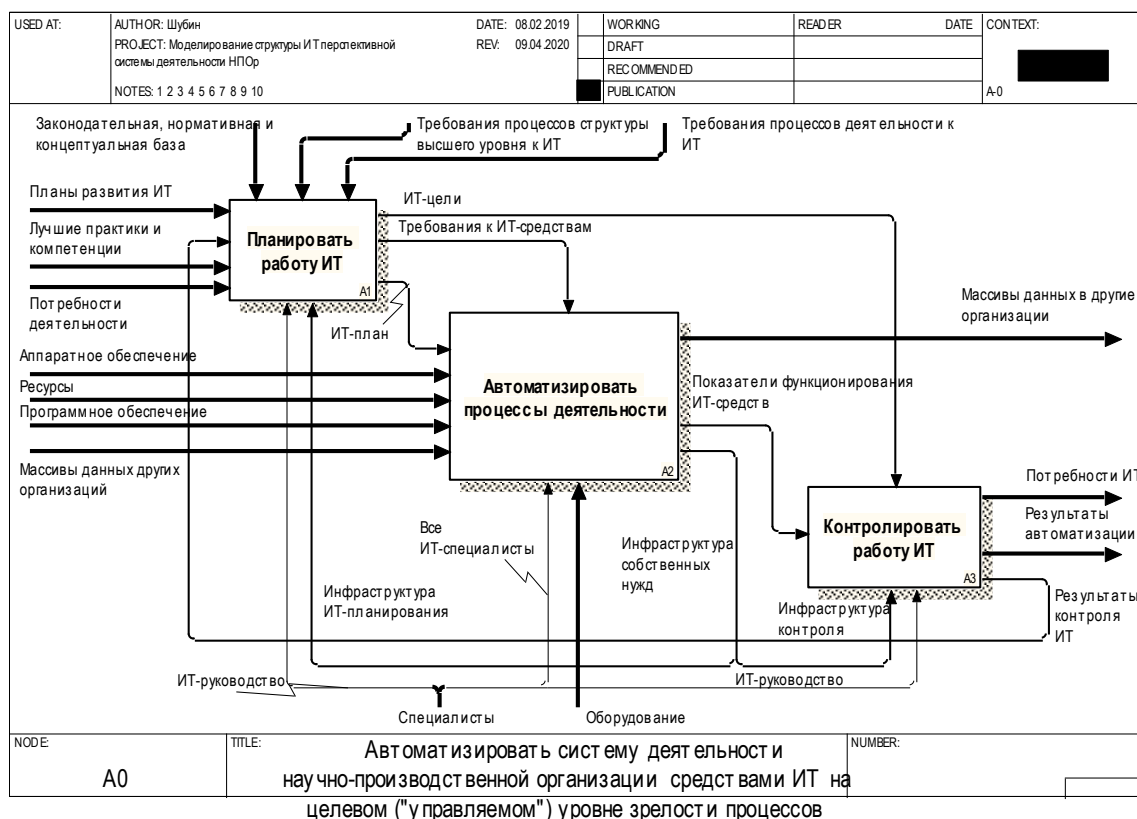 USED AT:
AUTHOR: Шубин
DATE: 08.02.2019
REV: 09.04.2020
PROJECT: Моделирование структуры ИТ перспективной
системы деятельности НПОр
NOTES: 1 2 3 4 5 6 7 8 9 10
WORKING
DRAFT
RECOMMENDED
PUBLICATION
READER
DATE
CONTEXT:
A-0
Законодательная, нормативная и
концептуальная база
Требования процессов структуры
высшего уровня к ИТ
Требования процессов деятельности к
ИТ
Планы развития ИТ
Лучшие практики и
компетенции
Потребности
деятельности
Планировать
работу ИТ
A1
ИТ-цели
Требования к ИТ-средствам
ИТ-план
Аппаратное обеспечение
Ресурсы
Программное обеспечение
Массивы данных других
организаций
Автоматизировать
процессы деятельности
A2
Массивы данных в другие
организации
Показатели функционирования
ИТ-средств
Контролировать
работу ИТ
A3
Потребности ИТ
Результаты
автоматизации
Результаты
контроля
ИТ
Все
ИТ-специалисты
Инфраструктура
собственных
нужд
Инфраструктура
ИТ-планирования
Инфраструктура
контроля
ИТ-руководство
ИТ-руководство
Специалисты
Оборудование
NODE:
A0
TITLE:
Автоматизировать систему деятельности
научно-производственной организации средствами ИТ на
целевом ("управляемом") уровне зрелости процессов
NUMBER: